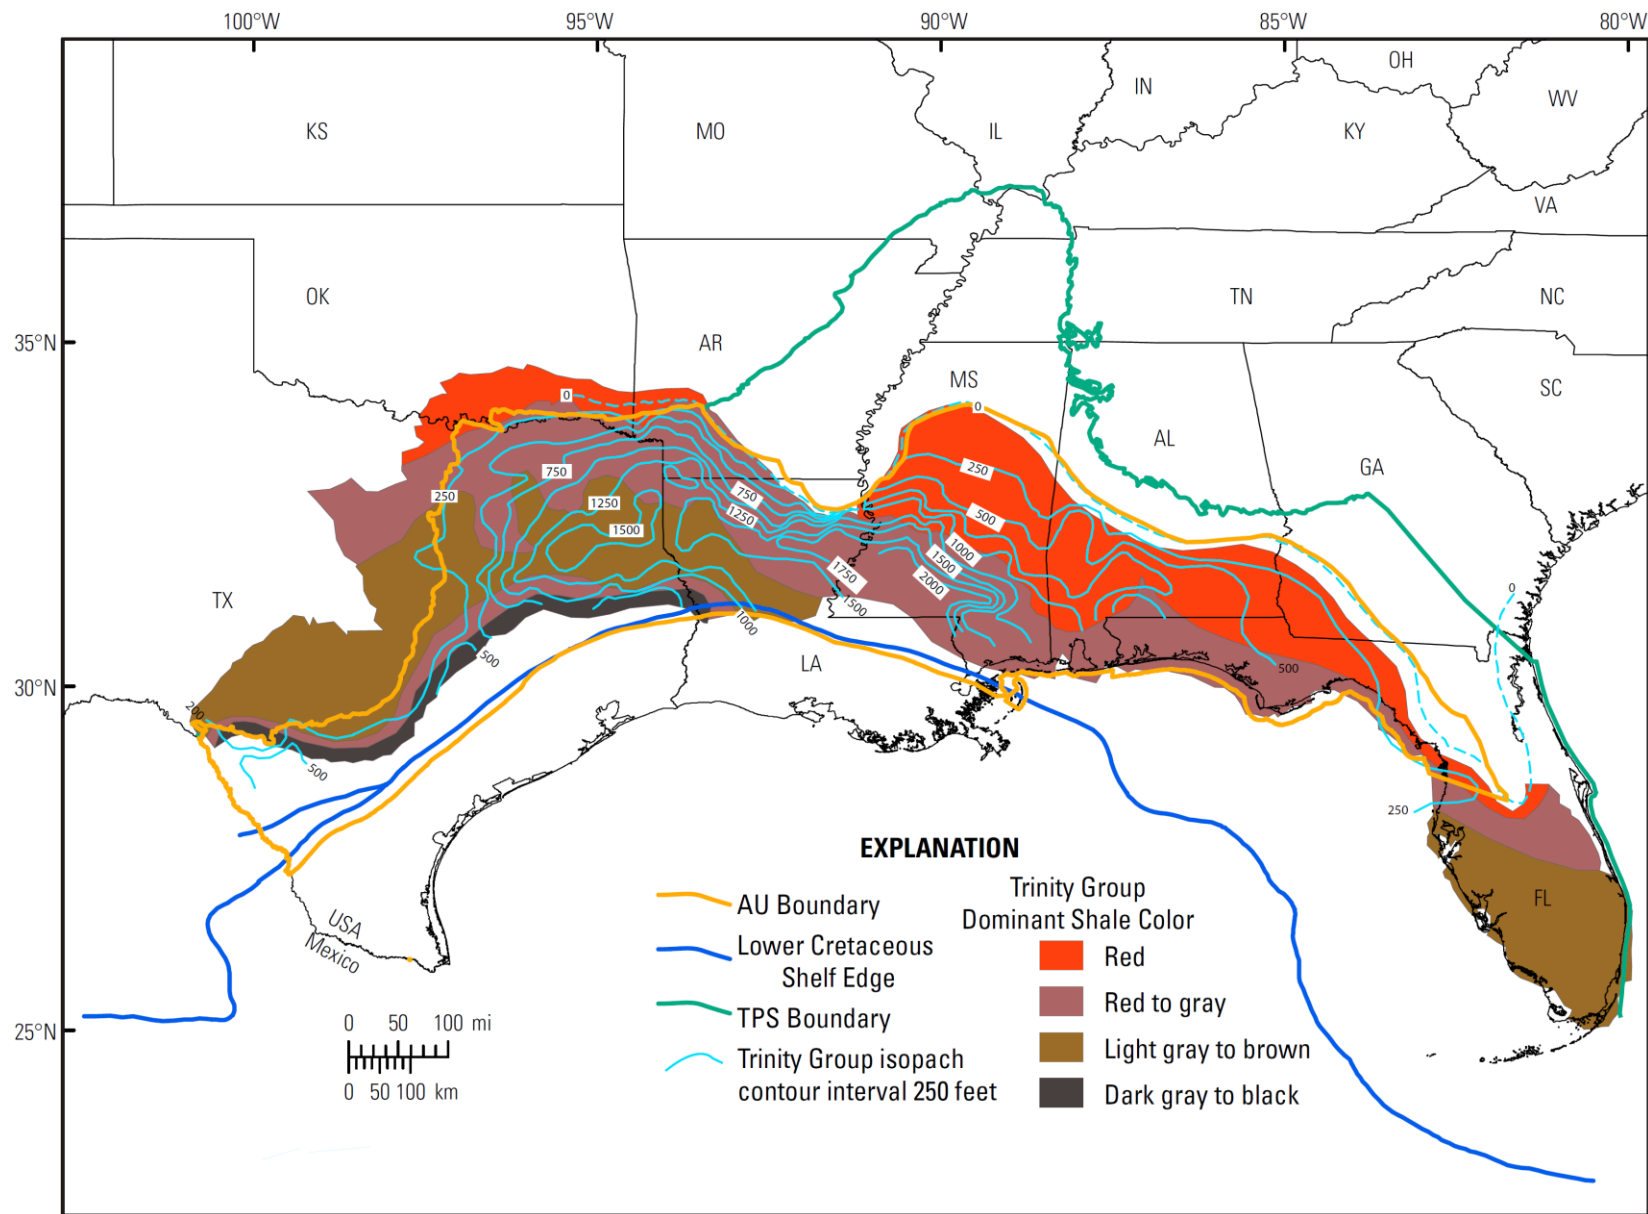 100°W 95°W 90°W 85°W 80°W
OH
IN
WV
KS MO IL KY
VA
OK TN NC
35°N
AR
MS SC
0
0
AL
GA
250
750
750
250 1250
500
1250
1500
1000
1500
1750
2000
0
TX
1500
1000
500
LA
500
30°N
200
500
250
EXPLANATION
AU Boundary
Lower Cretaceous
Shelf Edge
TPS Boundary
Trinity Group isopach
contour interval 250 feet
Trinity Group
Dominant Shale Color
Red
Red to gray
Light gray to brown
Dark gray to black
FL
USA
Mexico
25°N
0 50 100 mi
0 50 100 km